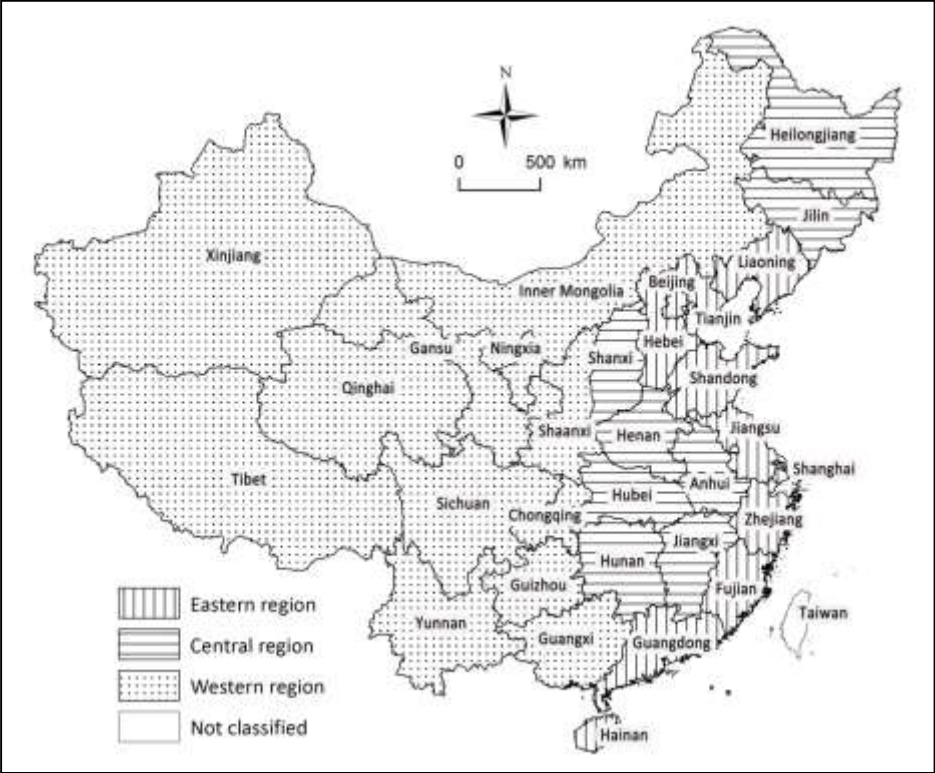 N
0 500 km
Heilongjiang
Jilin
Xinjiang
Liaoning
Beijing
Inner Mongolia
Tianjin
Hebei
Gansu
Ningxia
Shanxi
Shandong
Qinghai
Jiangsu
Shaanxi
Henan
Shanghai
Tibet
Anhui
Hubei
Sichuan
Chongqing
Zhejiang
Jiangxi
Hunan
Guizhou
Fujian
Taiwan
Yunnan
Guangxi
Guangdong
Hainan
Eastern region
Central region
Western region
Not classified